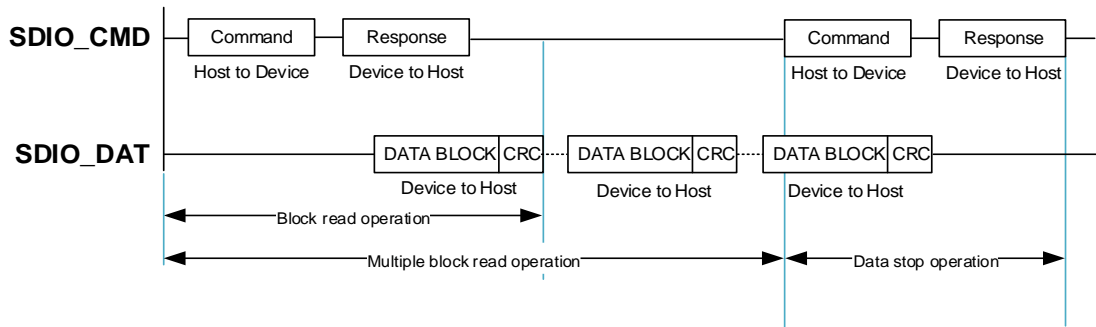 SDIO_CMD Command Response Command Response
Host to Device Device to Host Host to Device Device to Host
SDIO_DAT DATA BLOCK CRC DATA BLOCK CRC DATA BLOCK CRC
Device to Host Device to Host Device to Host
Block read operation
Multiple block read operation Data stop operation